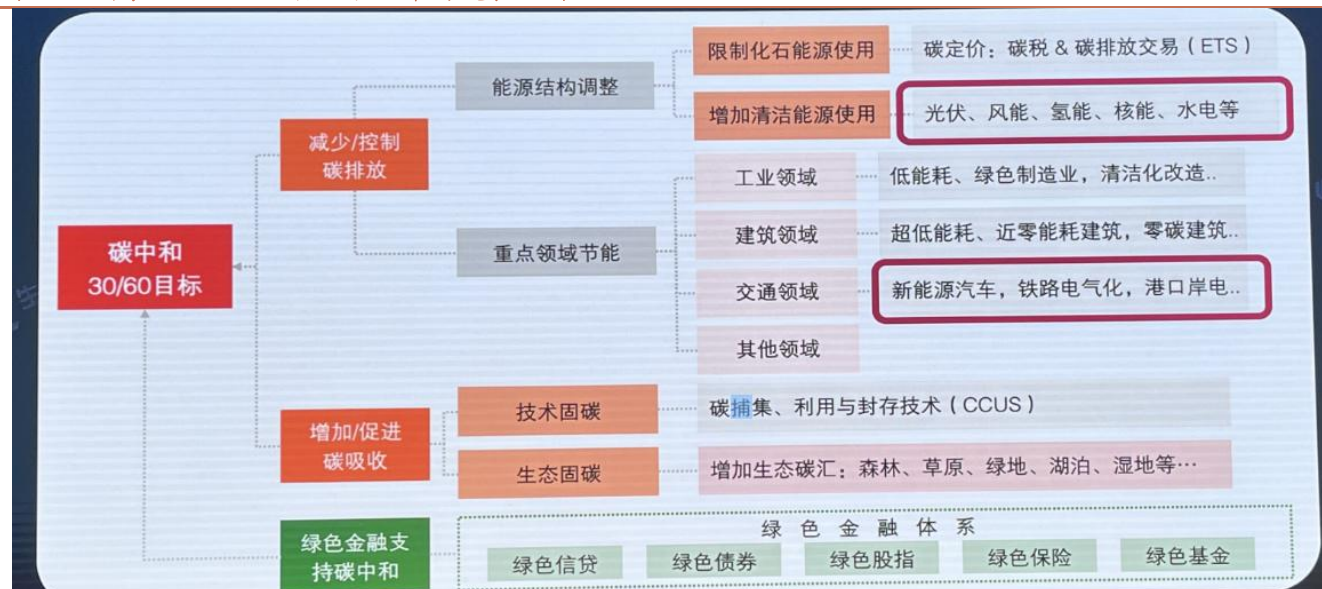 限制化石能源使用
碳定价：碳税 & 碳排放交易（ETS）
能源结构调整
增加清洁能源使用
光伏、风能、氢能、核能、水电等
减少/控制
碳排放
工业领域
低能耗、绿色制造业，清洁化改造..
建筑领域
超低能耗、近零能耗建筑，零碳建筑..
碳中和
30/60目标
重点领域节能
交通领域
新能源汽车，铁路电气化，港口岸电..
其他领域
技术固碳
碳捕集、利用与封存技术（CCUS）
增加/促进
碳吸收
生态固碳
增加生态碳汇：森林、草原、绿地、湖泊、湿地等…
绿色金融支
持碳中和
绿色金融体系
绿色信贷
绿色债券
绿色股指
绿色保险
绿色基金